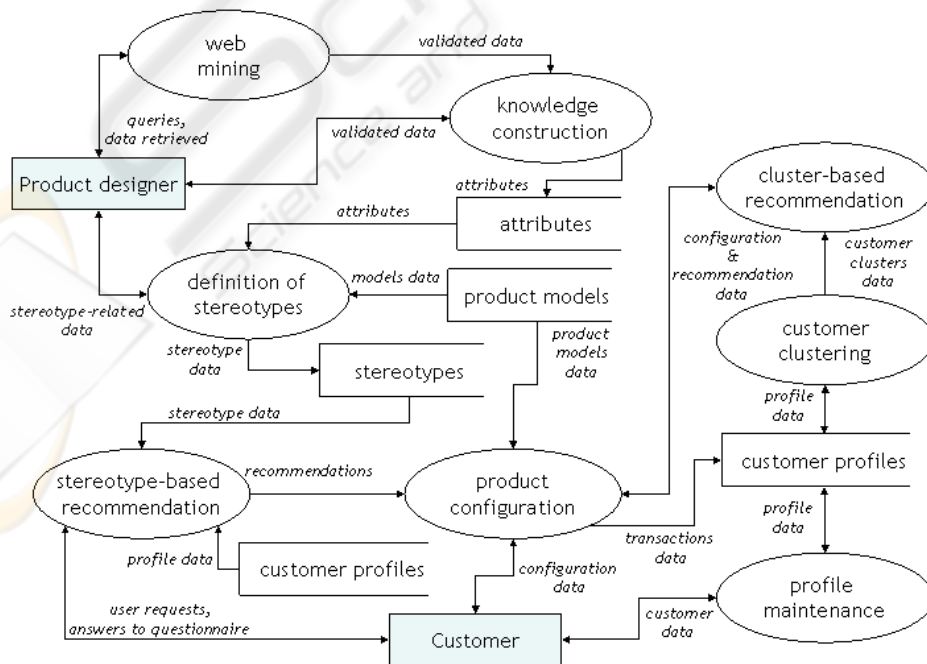 web
mining
validated data
knowledge
construction
queries,
data retrieved
validated data
Product designer
attributes
attributes
attributes
cluster-based
recommendation
configuration
&
recommendation
data
customer
clusters
data
definition of
stereotypes
models data
product models
stereotype-related
data
stereotype
data
product
models
data
customer
clustering
stereotypes
profile
data
stereotype data
customer profiles
stereotype-based
recommendation
recommendations
product
configuration
transactions
data
profile
data
profile data
customer profiles
configuration
data
profile
maintenance
user requests,
answers to questionnaire
Customer
customer
data
Science and